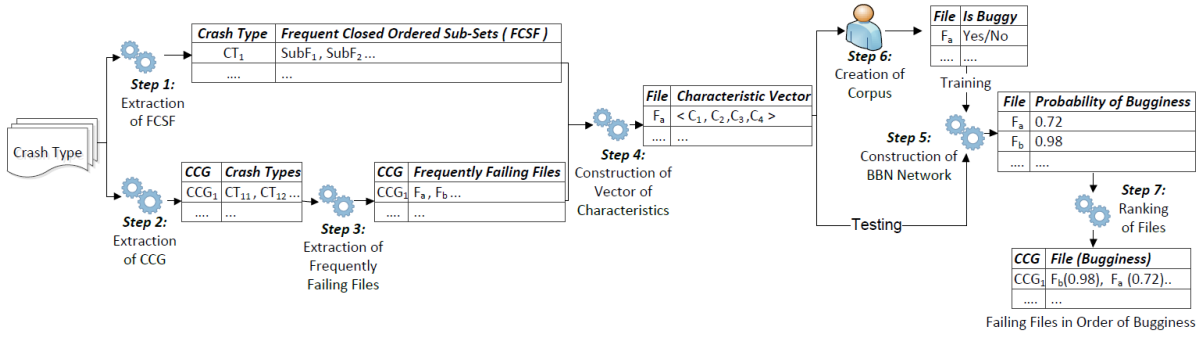 Crash Type
Step 1:
Extraction
of FCSF
Crash Type Frequent Closed Ordered Sub-Sets ( FCSF )
CT1 SubF1 , SubF2 ...
.... ...
Step 2:
Extraction
of CCG
CCG Crash Types
CCG1 CT11 , CT12 ...
.... ...
Step 3:
Extraction of
Frequently
Failing Files
CCG Frequently Failing Files
CCG1 Fa , Fb ...
.... ...
Step 4:
Construction of
Vector of
Characteristics
File Characteristic Vector
Fa < C1 , C2 ,C3 ,C4 >
.... ...
Step 6:
Creation of
Corpus
File Is Buggy
Fa Yes/No
.... ....
Training
Step 5:
Construction of
BBN Network
Testing
File Probability of Bugginess
Fa 0.72
Fb 0.98
.... ....
Step 7:
Ranking
of Files
CCG File (Bugginess)
CCG1 Fb(0.98), Fa (0.72)..
.... ...
Failing Files in Order of Bugginess